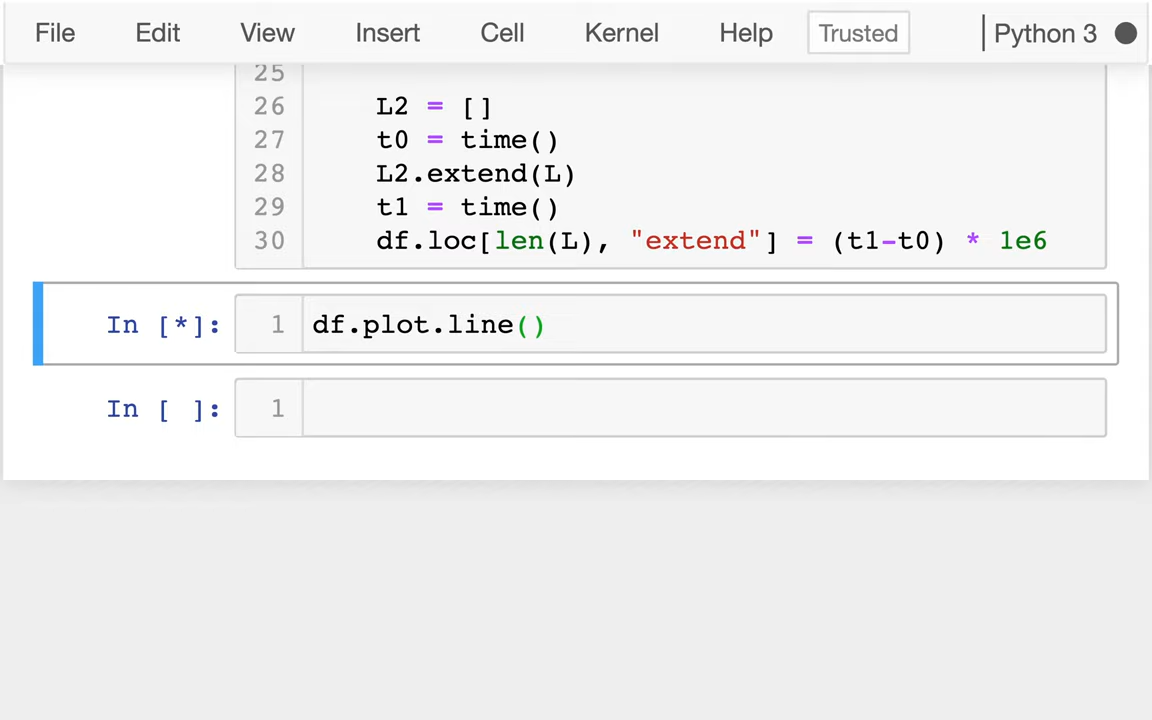 File Edit View Insert Cell Kernel Help Trusted Python 3
25
26 L2 = []
27 t0 = time()
28 L2.extend(L)
29 t1 = time()
30 df.loc[len(L), "extend"] = (t1-t0) * 1e6
In [*]: 1 df.plot.line()
In [ ]: 1